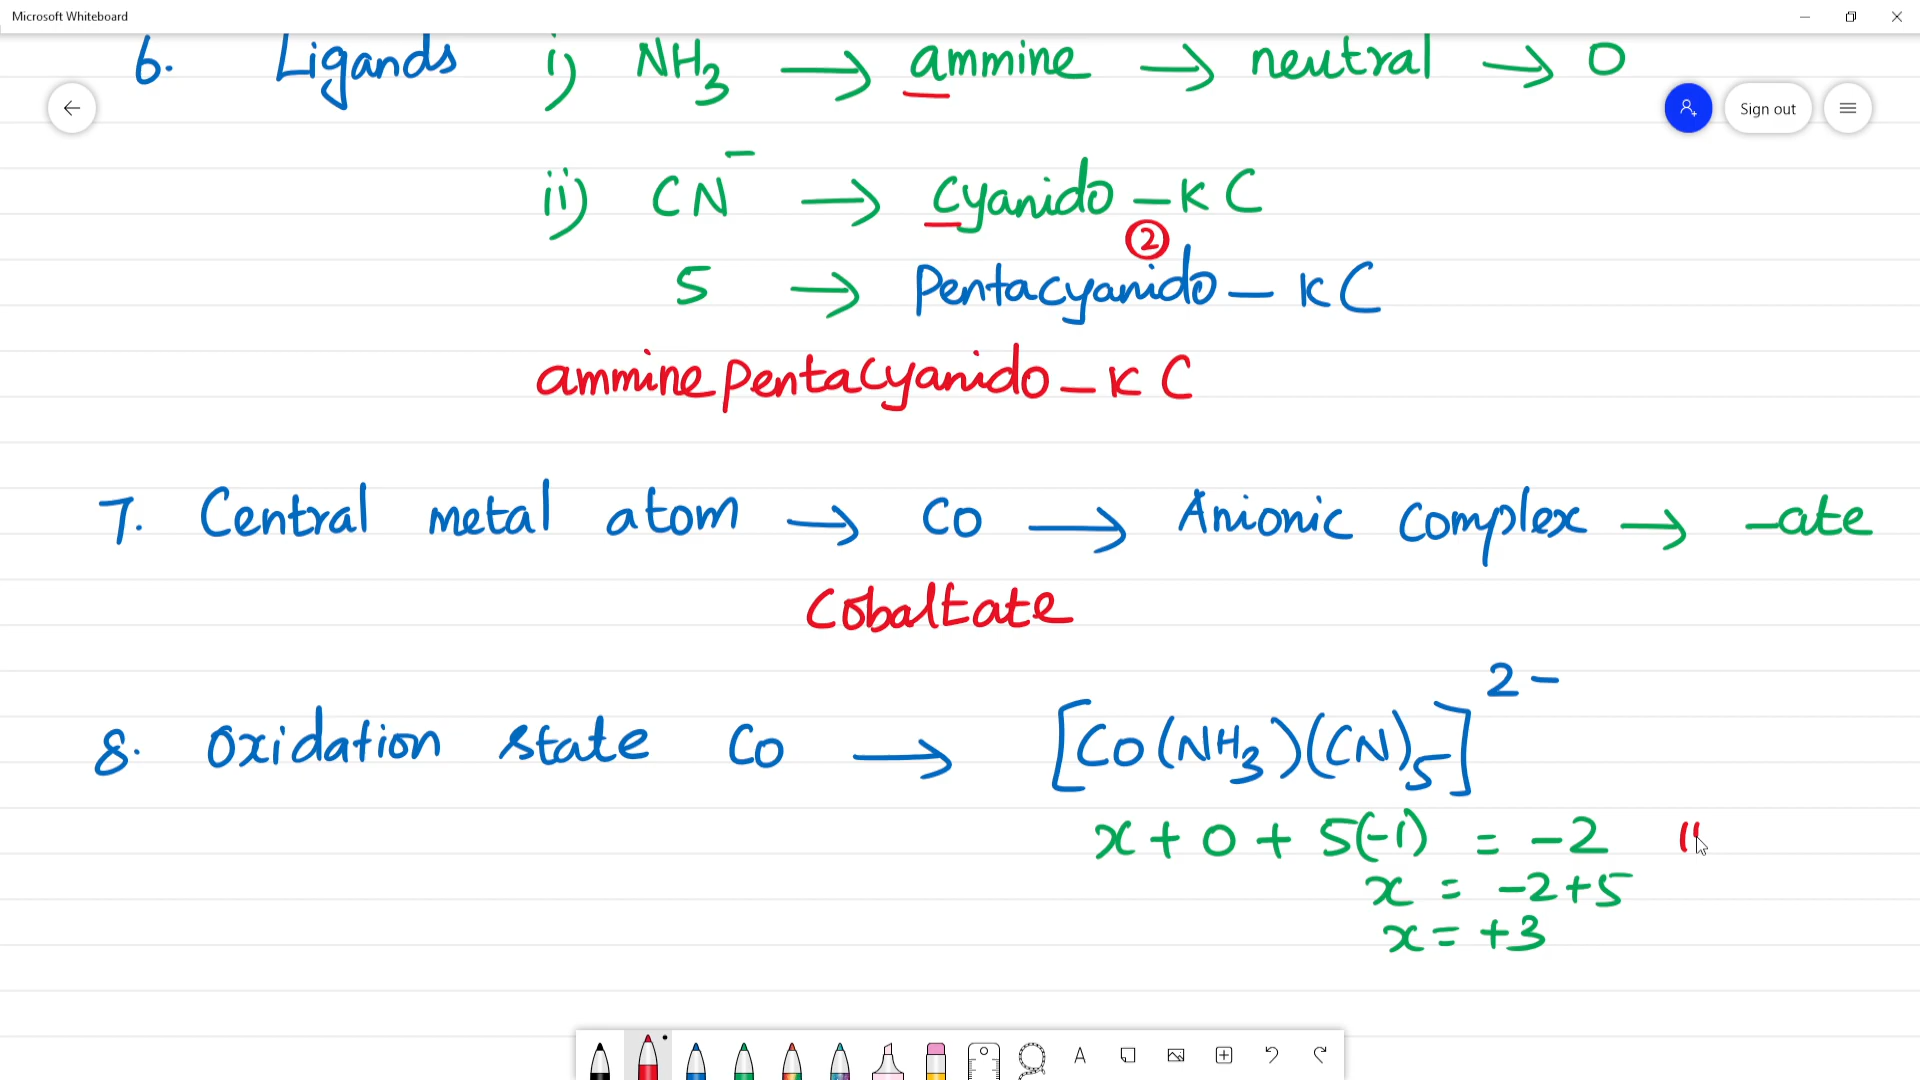 Microsoft Whiteboard
6. Ligands i) NH3 → ammine → neutral → 0
Sign out
ii) CN⁻ → cyanido – κ C
②
5 → Pentacyanido – κ C
amminepentacyanido – κ C
7. Central metal atom → Co → Anionic complex → –ate
Cobaltate
8. Oxidation state Co → [Co(NH3)(CN)5]²⁻
x + 0 + 5(-1) = -2
x = -2+5
x = +3